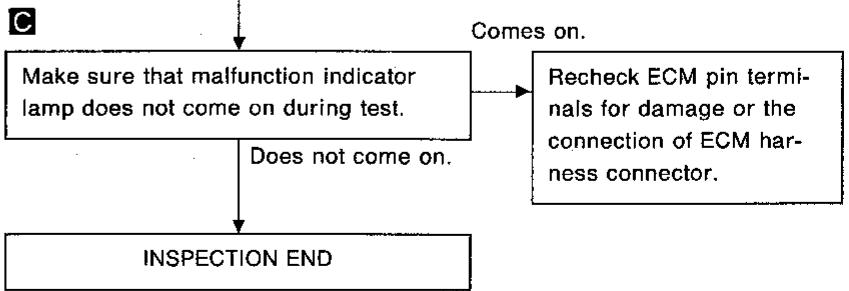 C
Comes on.
Make sure that malfunction indicator
lamp does not come on during test.
Recheck ECM pin termi-
nals for damage or the
connection of ECM har-
ness connector.
Does not come on.
INSPECTION END